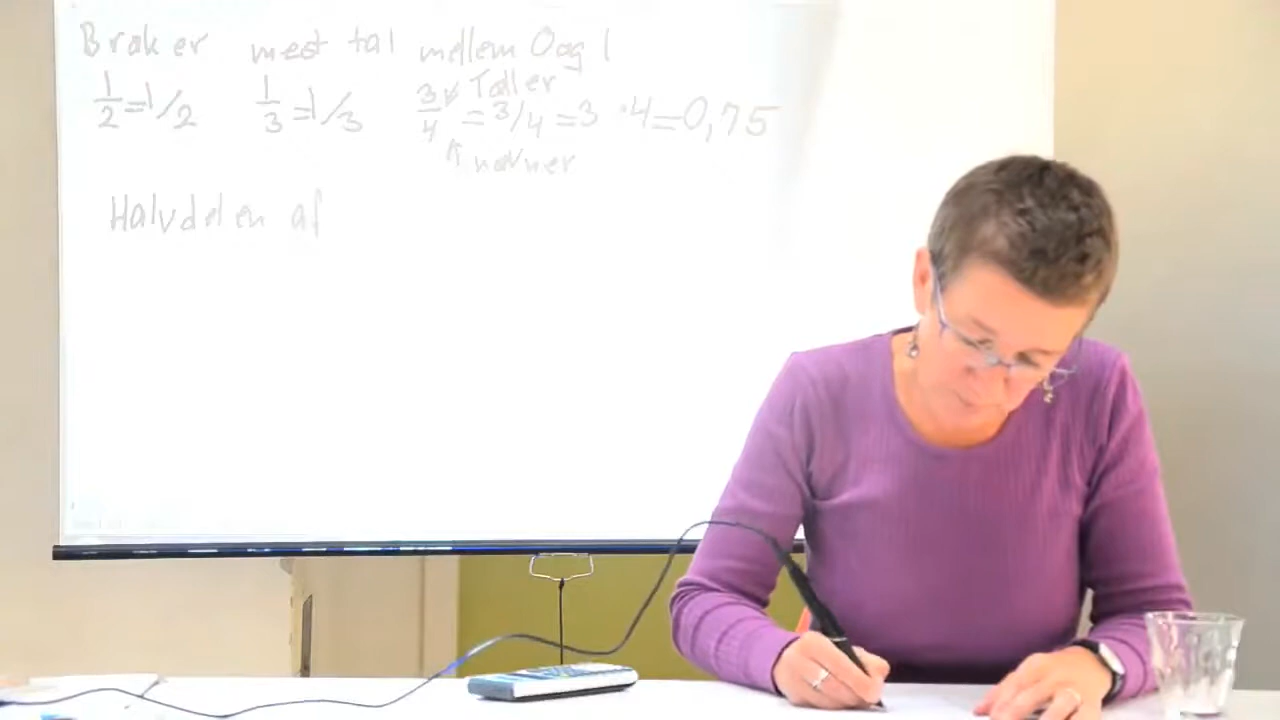 Brøker mest tal mellem 0 og 1
1/2 = 1/2 1/3 = 1/3 3/4 Tæller = 3/4 = 3 : 4 = 0,75
nævner
Halvdelen af